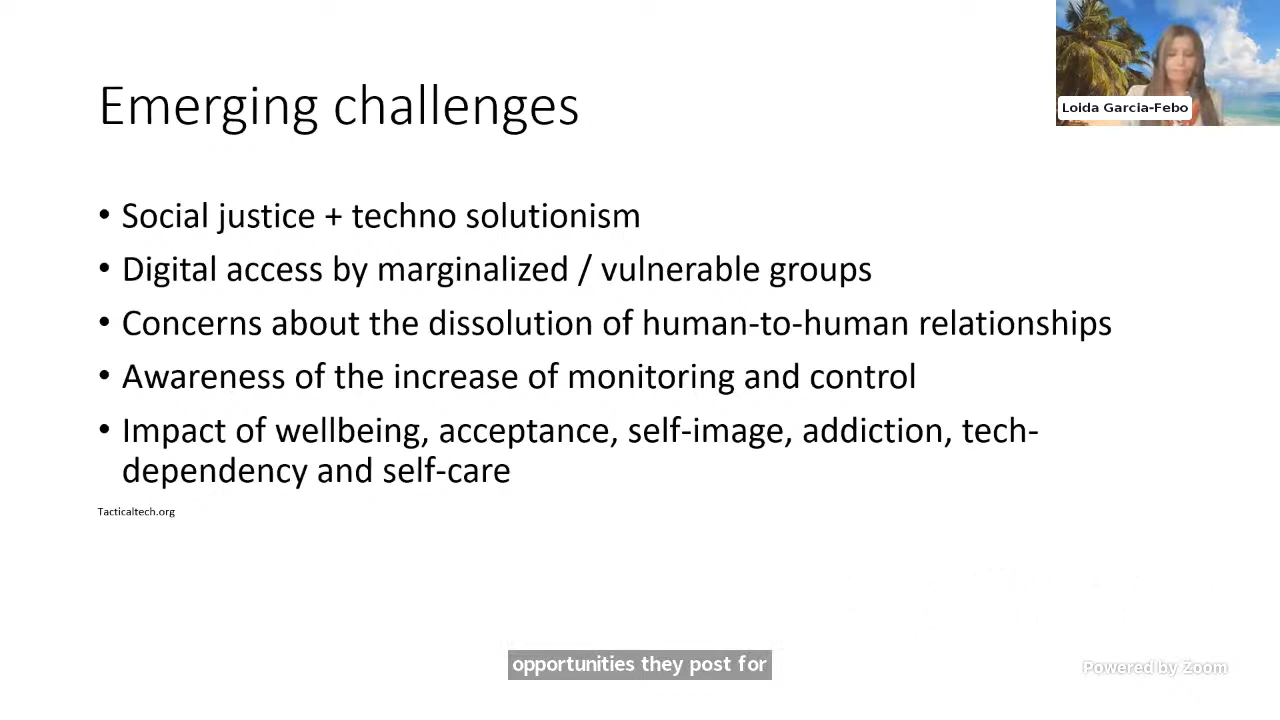 Emerging challenges
Loida Garcia-Febo
• Social justice + techno solutionism
• Digital access by marginalized / vulnerable groups
• Concerns about the dissolution of human-to-human relationships
• Awareness of the increase of monitoring and control
• Impact of wellbeing, acceptance, self-image, addiction, tech-
dependency and self-care
Tacticaltech.org
opportunities they post for
Powered by Zoom